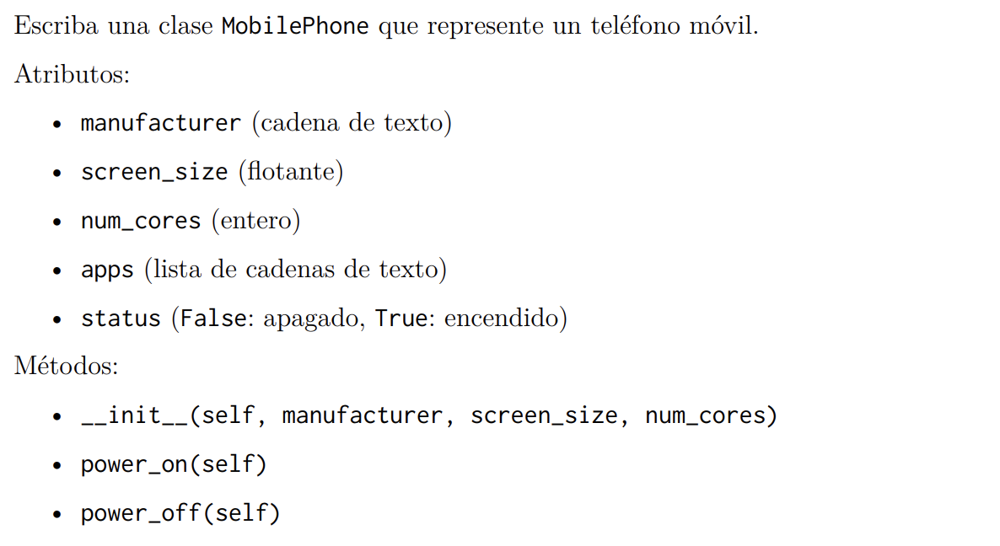 Escriba una clase MobilePhone que represente un teléfono móvil.
Atributos:
• manufacturer (cadena de texto)
• screen_size (flotante)
• num_cores (entero)
• apps (lista de cadenas de texto)
• status (False: apagado, True: encendido)
Métodos:
• __init__(self, manufacturer, screen_size, num_cores)
• power_on(self)
• power_off(self)